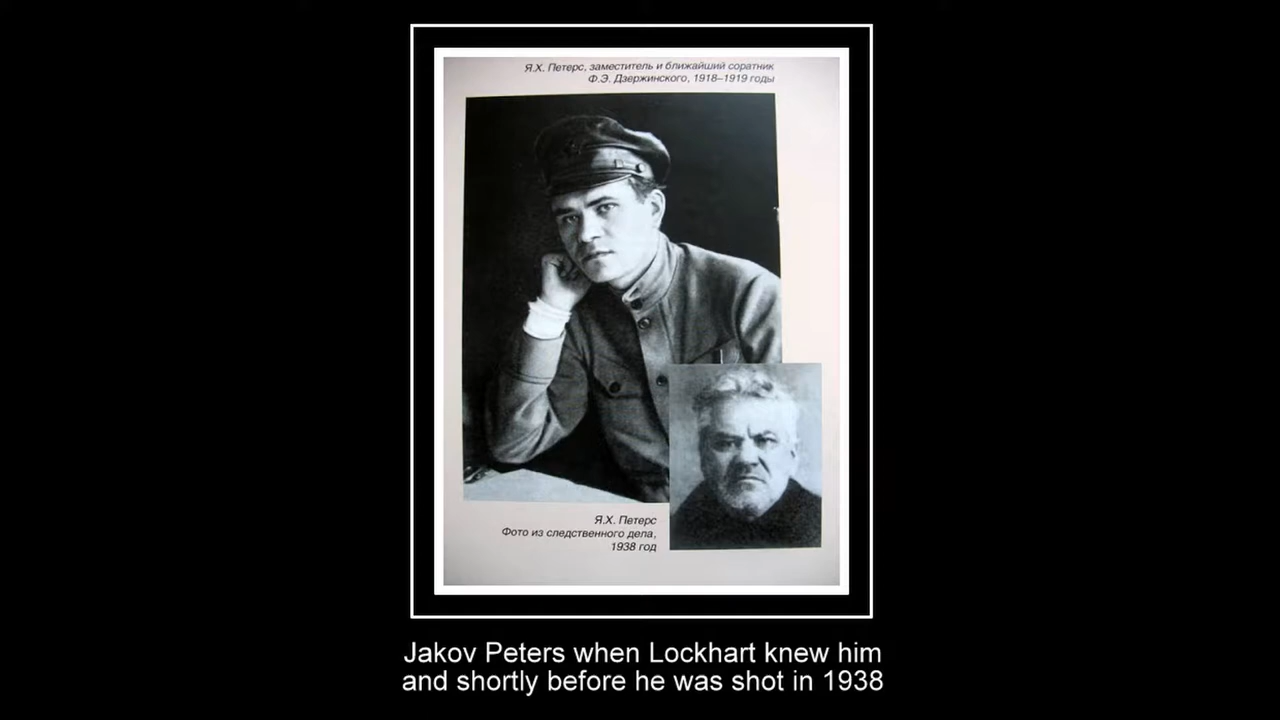 Я.Х. Петерс, заместитель и ближайший соратник
Ф.Э. Дзержинского, 1918–1919 годы
Я.Х. Петерс
Фото из следственного дела,
1938 год
Jakov Peters when Lockhart knew him
and shortly before he was shot in 1938